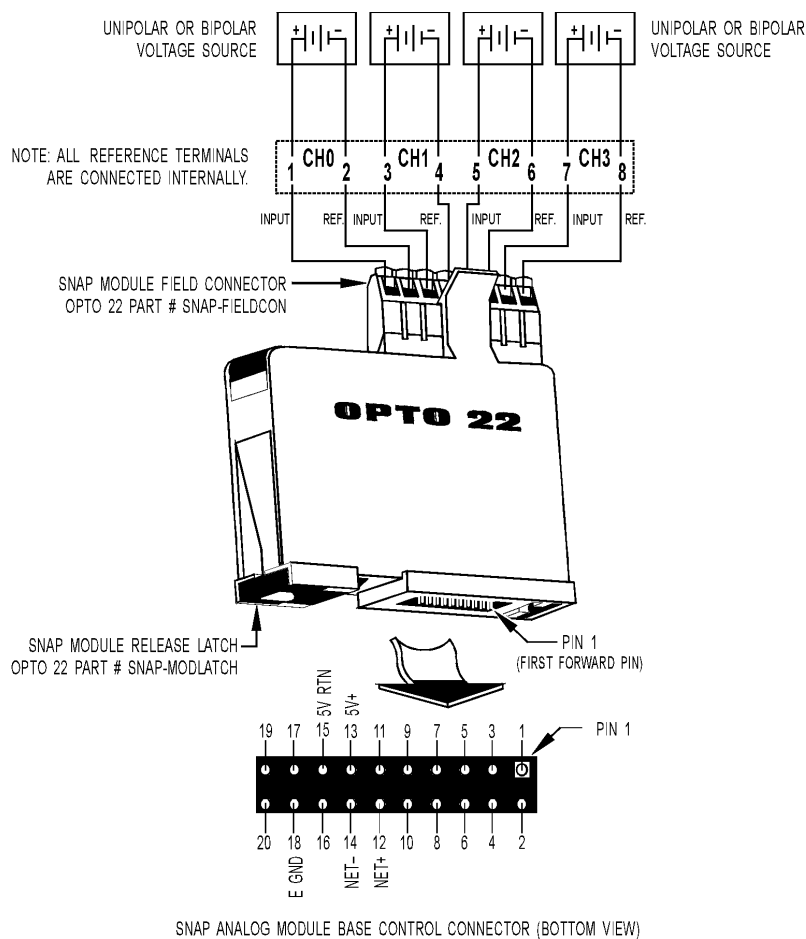 UNIPOLAR OR BIPOLAR
VOLTAGE SOURCE
+ - + - + - + -
UNIPOLAR OR BIPOLAR
VOLTAGE SOURCE
NOTE: ALL REFERENCE TERMINALS
ARE CONNECTED INTERNALLY.
1 CH0 2 3 CH1 4 5 CH2 6 7 CH3 8
INPUT REF. INPUT REF. INPUT REF. INPUT REF.
SNAP MODULE FIELD CONNECTOR
OPTO 22 PART # SNAP-FIELDCON
OPTO 22
SNAP MODULE RELEASE LATCH
OPTO 22 PART # SNAP-MODLATCH
PIN 1
(FIRST FORWARD PIN)
5V RTN 5V+
19 17 15 13 11 9 7 5 3 1
PIN 1
20 18 16 14 12 10 8 6 4 2
E GND NET- NET+
SNAP ANALOG MODULE BASE CONTROL CONNECTOR (BOTTOM VIEW)